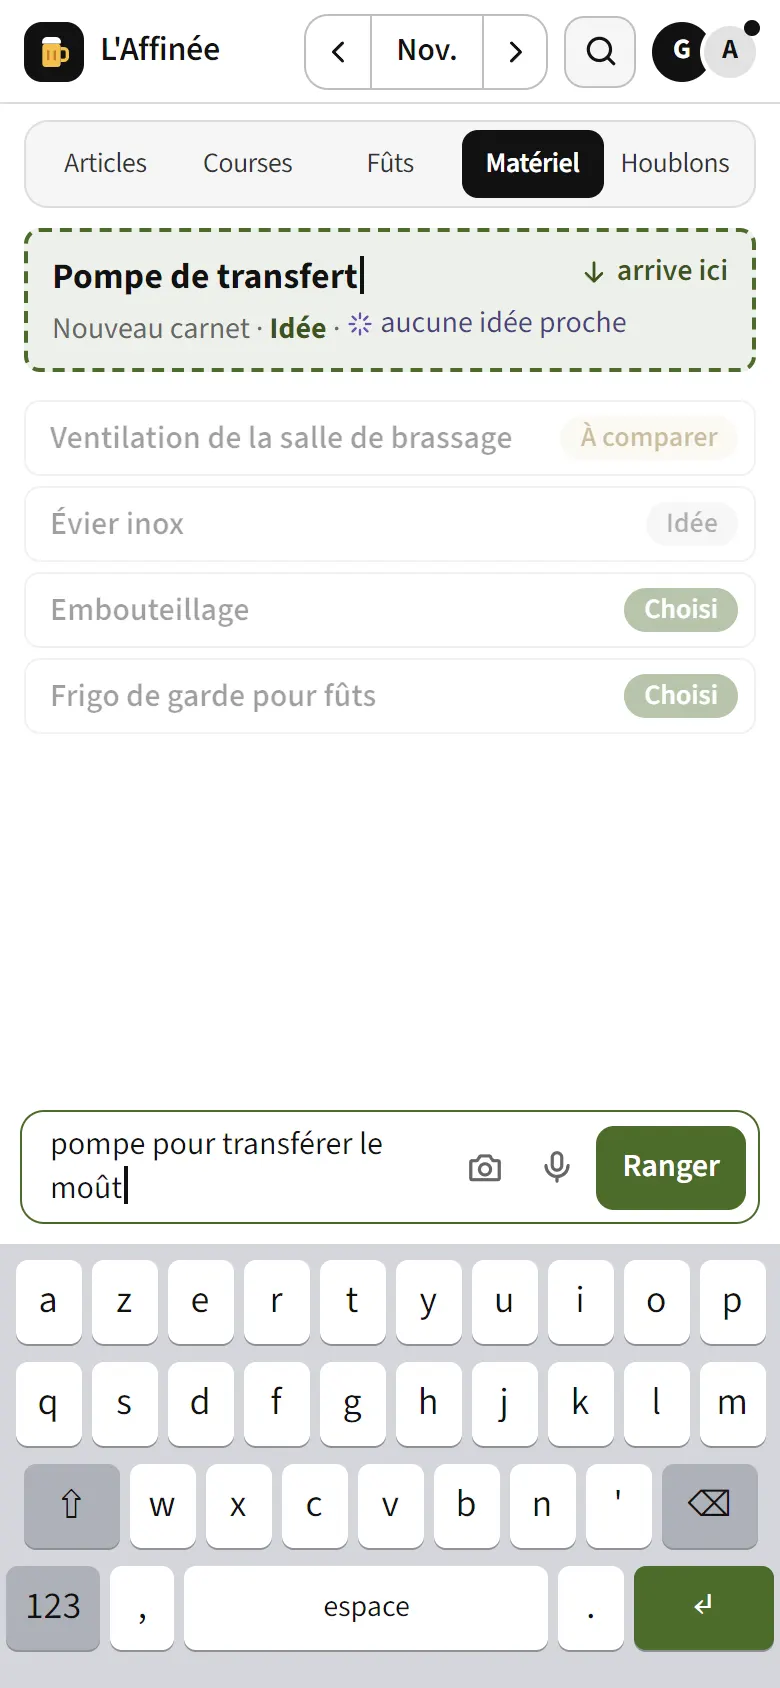 L'Affinée
Nov.
G
A
Articles
Courses
Fûts
Matériel
Houblons
Pompe de transfert
↓ arrive ici
Nouveau carnet · Idée · aucune idée proche
Ventilation de la salle de brassage
À comparer
Évier inox
Idée
Embouteillage
Choisi
Frigo de garde pour fûts
Choisi
pompe pour transférer le
moût
Ranger
a z e r t y u i o p
q s d f g h j k l m
⇧ w x c v b n ' ⌫
123 , espace . ↵